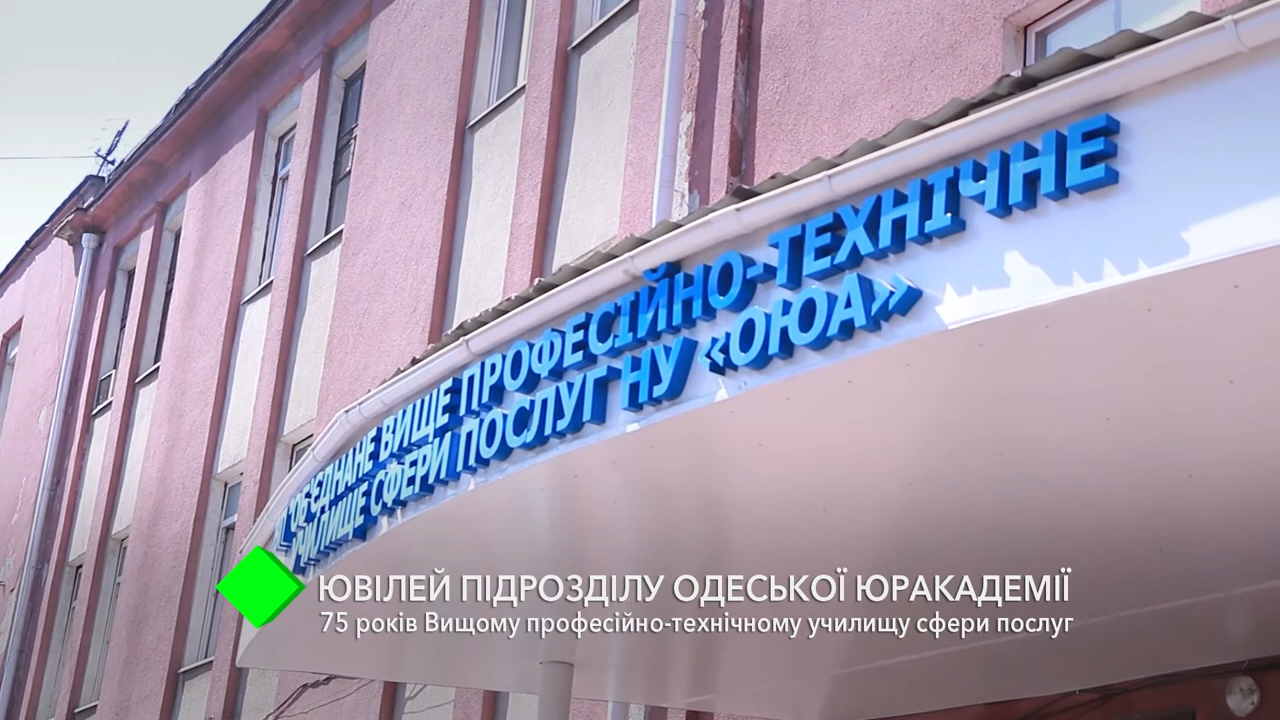 "ОБ'ЄДНАНЕ ВИЩЕ ПРОФЕСІЙНО-ТЕХНІЧНЕ
УЧИЛИЩЕ СФЕРИ ПОСЛУГ НУ «ОЮА»
ЮВІЛЕЙ ПІДРОЗДІЛУ ОДЕСЬКОЇ ЮРАКАДЕМІЇ
75 років Вищому професійно-технічному училищу сфери послуг